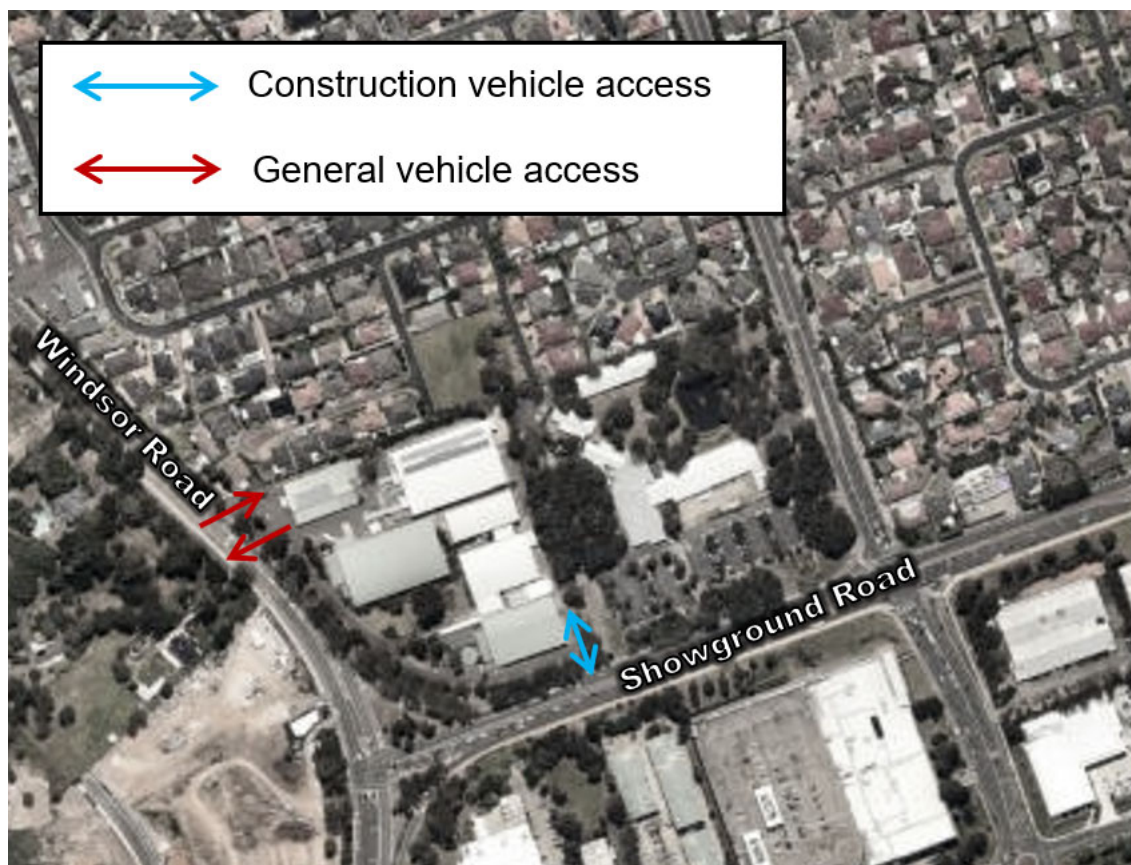 Construction vehicle access
General vehicle access
Windsor Road
Showground Road